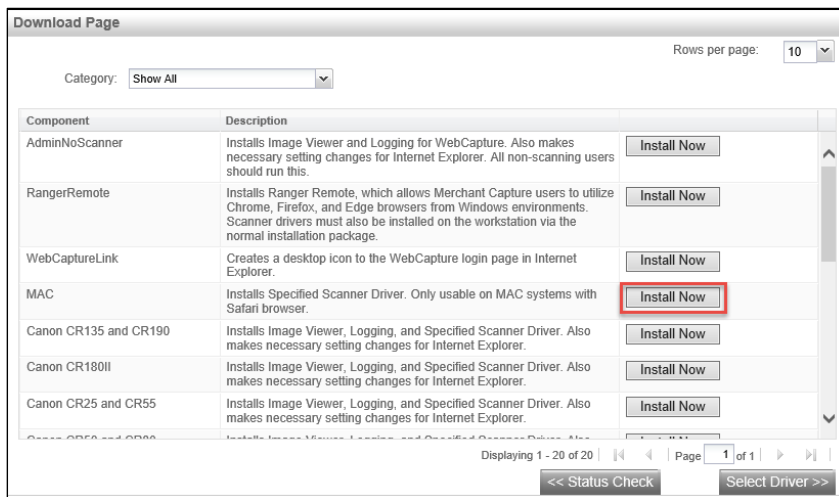 Download Page
Rows per page: 10
Category: Show All
Component Description
AdminNoScanner Installs Image Viewer and Logging for WebCapture. Also makes Install Now
necessary setting changes for Internet Explorer. All non-scanning users
should run this.
RangerRemote Installs Ranger Remote, which allows Merchant Capture users to utilize Install Now
Chrome, Firefox, and Edge browsers from Windows environments.
Scanner drivers must also be installed on the workstation via the
normal installation package.
WebCaptureLink Creates a desktop icon to the WebCapture login page in Internet Install Now
Explorer.
MAC Installs Specified Scanner Driver. Only usable on MAC systems with Install Now
Safari browser.
Canon CR135 and CR190 Installs Image Viewer, Logging, and Specified Scanner Driver. Also Install Now
makes necessary setting changes for Internet Explorer.
Canon CR180II Installs Image Viewer, Logging, and Specified Scanner Driver. Also Install Now
makes necessary setting changes for Internet Explorer.
Canon CR25 and CR55 Installs Image Viewer, Logging, and Specified Scanner Driver. Also Install Now
makes necessary setting changes for Internet Explorer.
Displaying 1 - 20 of 20 Page 1 of 1
<< Status Check Select Driver >>